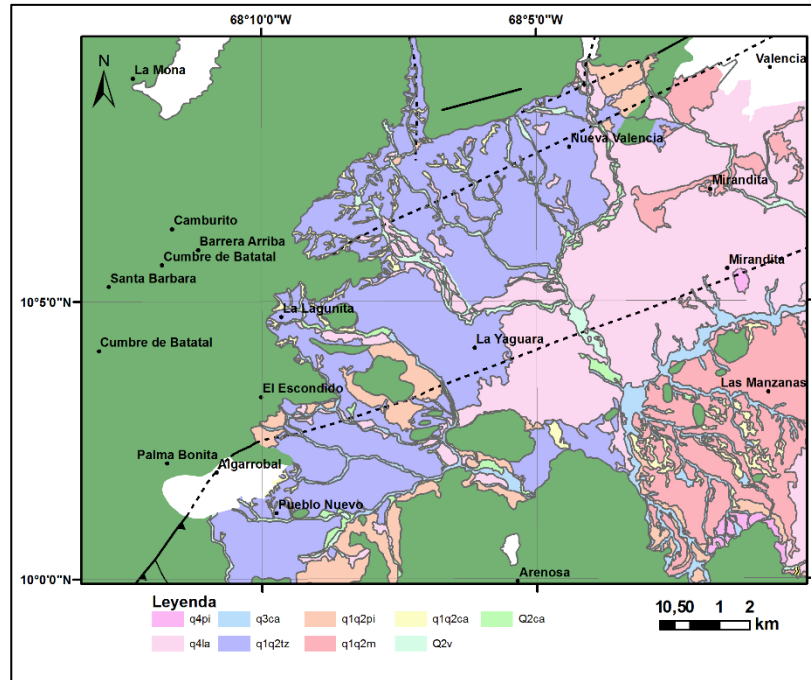 68°10'0"W 68°5'0"W
N
La Mona
Valencia
Nueva Valencia
Mirandita
Camburito
Barrera Arriba
Cumbre de Batatal
Mirandita
Santa Barbara
10°5'0"N
La Lagunita
La Yaguara
Cumbre de Batatal
Las Manzanas
El Escondido
Palma Bonita
Algarrobal
Pueblo Nuevo
10°0'0"N
Arenosa
Leyenda
q4pi q3ca q1q2pi q1q2ca Q2ca
q4la q1q2tz q1q2m Q2v
10,50 1 2
km